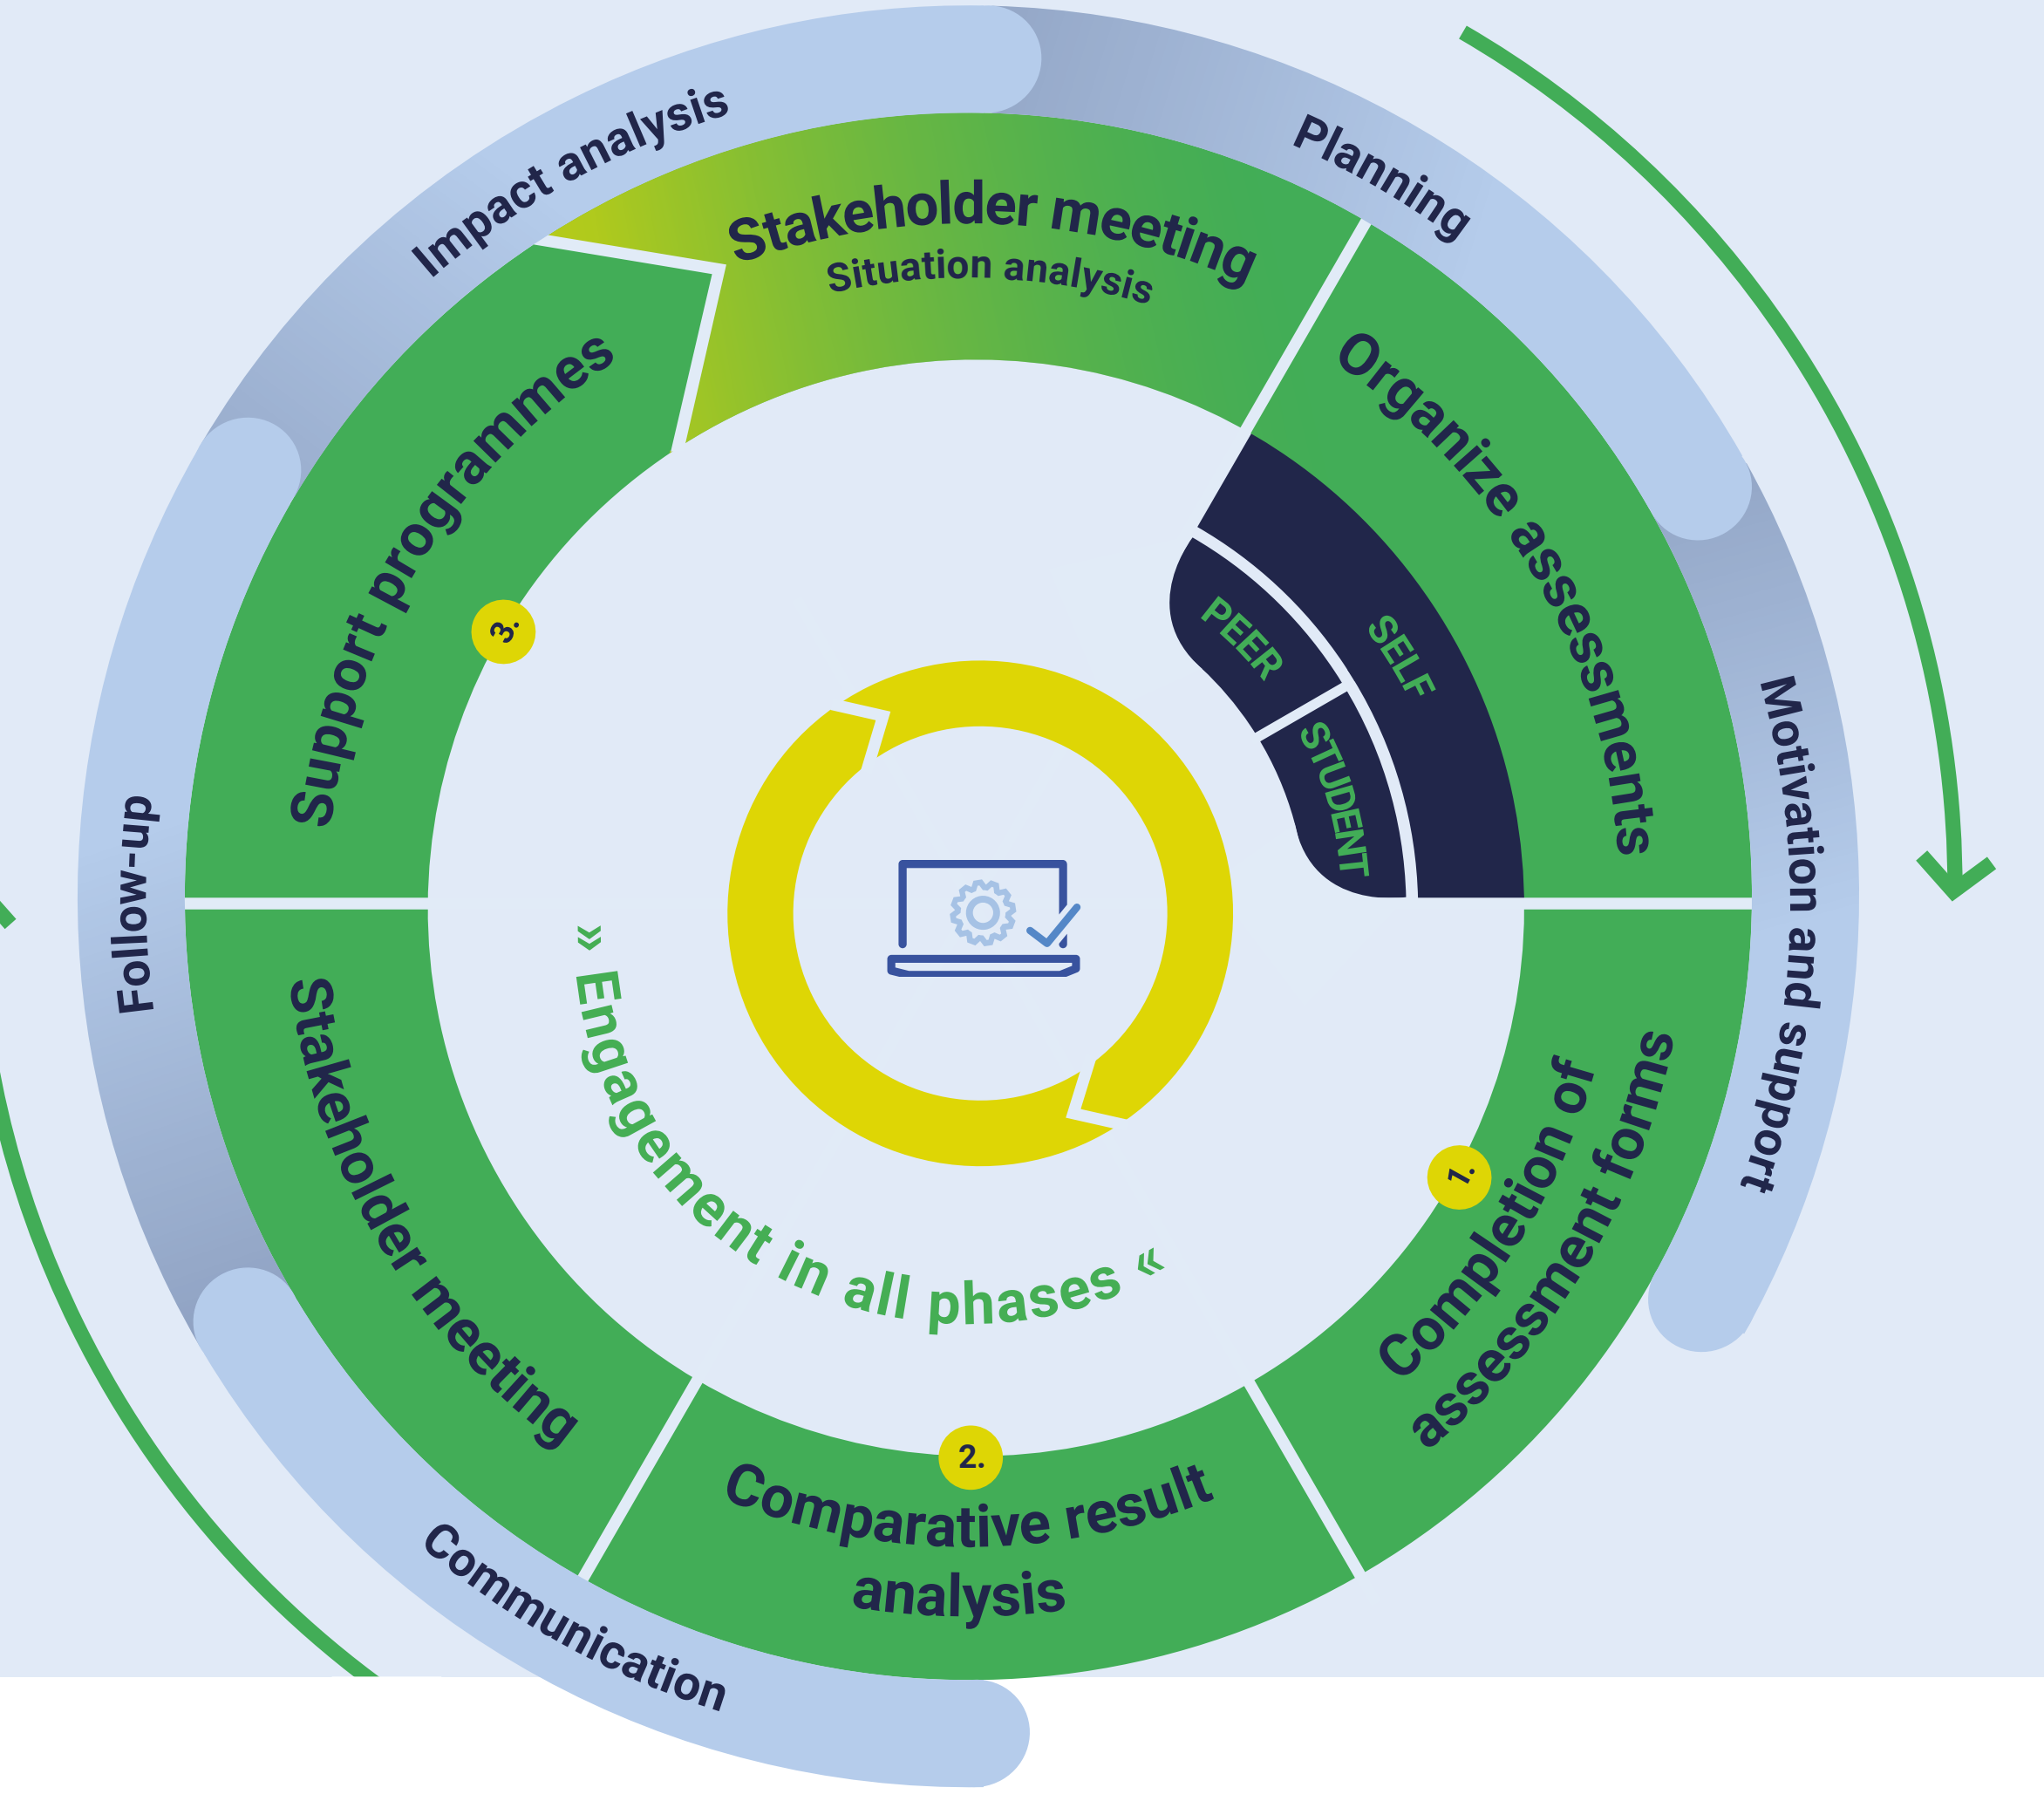 Impact analysis
Planning
Motivation and support
Communication
Follow-up
Stakeholder meeting
Situation analysis
Organize assessments
SELF
PEER
STUDENT
1.
Completion of
assessment forums
2.
Comparative result
analysis
Stakeholder meeting
3.
Support programmes
« Engagement in all phases »